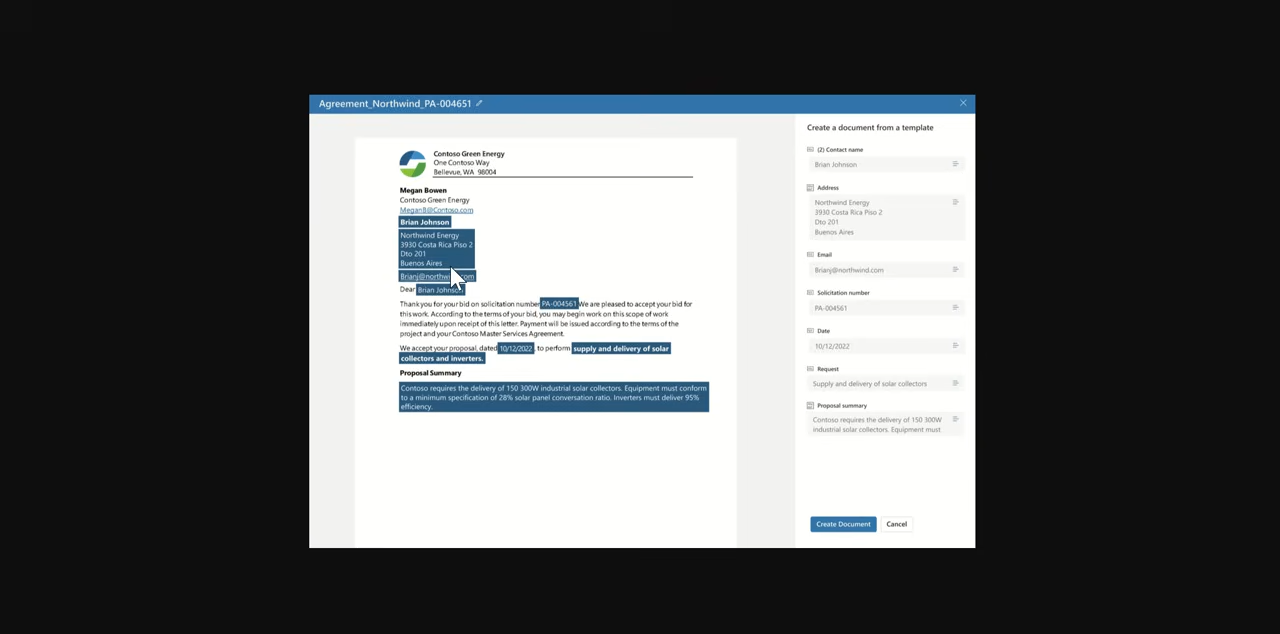 Agreement_Northwind_PA-004651
Contoso Green Energy
One Contoso Way
Bellevue, WA 98004
Megan Bowen
Contoso Green Energy
MeganB@Contoso.com
Brian Johnson
Northwind Energy
3930 Costa Rica Piso 2
Dto 201
Buenos Aires
Brianj@northwi com
Dear Brian Johnson
Thank you for your bid on solicitation number PA-004561 We are pleased to accept your bid for
this work. According to the terms of your bid, you may begin work on this scope of work
immediately upon receipt of this letter. Payment will be issued according to the terms of the
project and your Contoso Master Services Agreement.
We accept your proposal, dated 10/12/2022, to perform supply and delivery of solar
collectors and inverters.
Proposal Summary
Contoso requires the delivery of 150 300W industrial solar collectors. Equipment must conform
to a minimum specification of 28% solar panel conversation ratio. Inverters must deliver 95%
efficiency.
Create a document from a template
(2) Contact name
Brian Johnson
Address
Northwind Energy
3930 Costa Rica Piso 2
Dto 201
Buenos Aires
Email
Brianj@northwind.com
Solicitation number
PA-004561
Date
10/12/2022
Request
Supply and delivery of solar collectors
Proposal summary
Contoso requires the delivery of 150 300W
industrial solar collectors. Equipment must
Create Document
Cancel